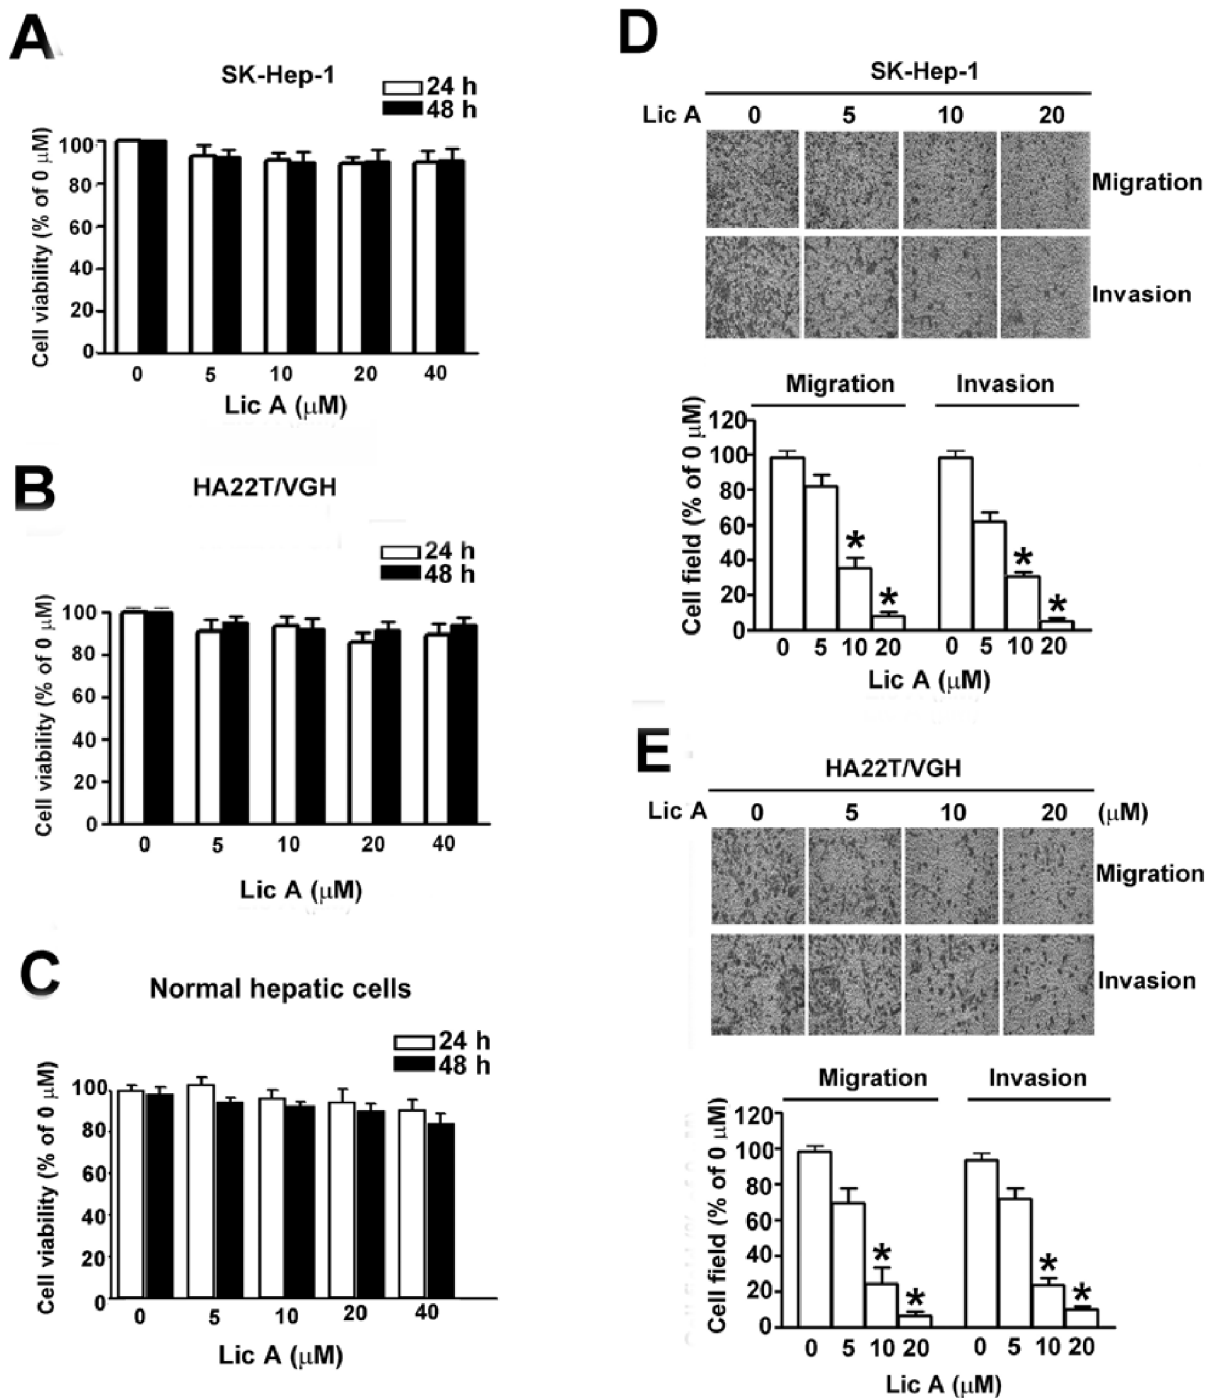 A
SK-Hep-1
24 h
48 h
Cell viability (% of 0 µM)
100
80
60
40
20
0
0 5 10 20 40
Lic A (µM)
B
HA22T/VGH
24 h
48 h
Cell viability (% of 0 µM)
100
80
60
40
20
0
0 5 10 20 40
Lic A (µM)
C
Normal hepatic cells
24 h
48 h
Cell viability (% of 0 µM)
100
80
60
40
20
0
0 5 10 20 40
Lic A (µM)
D
SK-Hep-1
Lic A 0 5 10 20
Migration
Invasion
Migration Invasion
Cell field (% of 0 µM)
120
100
80
60
40
20
0
* *
* *
0 5 10 20 0 5 10 20
Lic A (µM)
E
HA22T/VGH
Lic A 0 5 10 20 (µM)
Migration
Invasion
Migration Invasion
Cell field (% of 0 µM)
120
100
80
60
40
20
0
* *
* *
0 5 10 20 0 5 10 20
Lic A (µM)